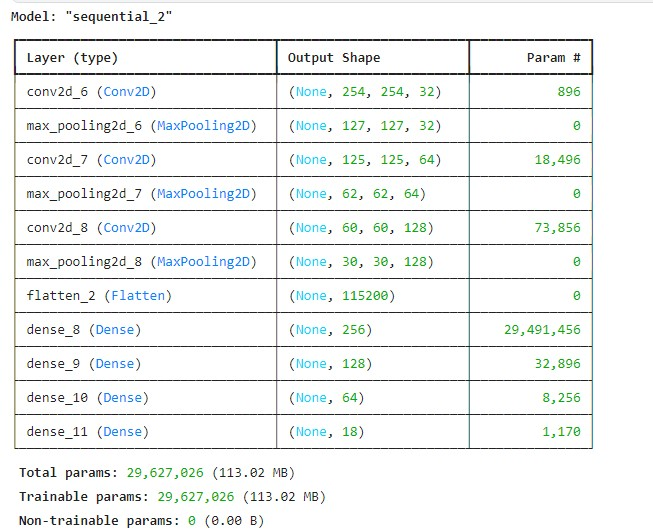 Model: "sequential_2"
Layer (type) Output Shape Param #
conv2d_6 (Conv2D) (None, 254, 254, 32) 896
max_pooling2d_6 (MaxPooling2D) (None, 127, 127, 32) 0
conv2d_7 (Conv2D) (None, 125, 125, 64) 18,496
max_pooling2d_7 (MaxPooling2D) (None, 62, 62, 64) 0
conv2d_8 (Conv2D) (None, 60, 60, 128) 73,856
max_pooling2d_8 (MaxPooling2D) (None, 30, 30, 128) 0
flatten_2 (Flatten) (None, 115200) 0
dense_8 (Dense) (None, 256) 29,491,456
dense_9 (Dense) (None, 128) 32,896
dense_10 (Dense) (None, 64) 8,256
dense_11 (Dense) (None, 18) 1,170
Total params: 29,627,026 (113.02 MB)
Trainable params: 29,627,026 (113.02 MB)
Non-trainable params: 0 (0.00 B)